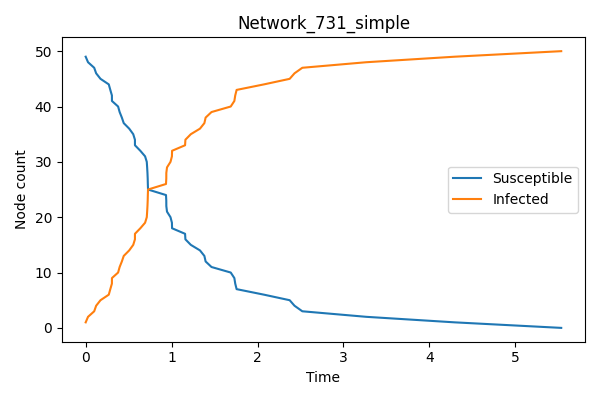 Network_731_simple
Node count
50
40
30
20
10
0
Susceptible
Infected
0 1 2 3 4 5
Time